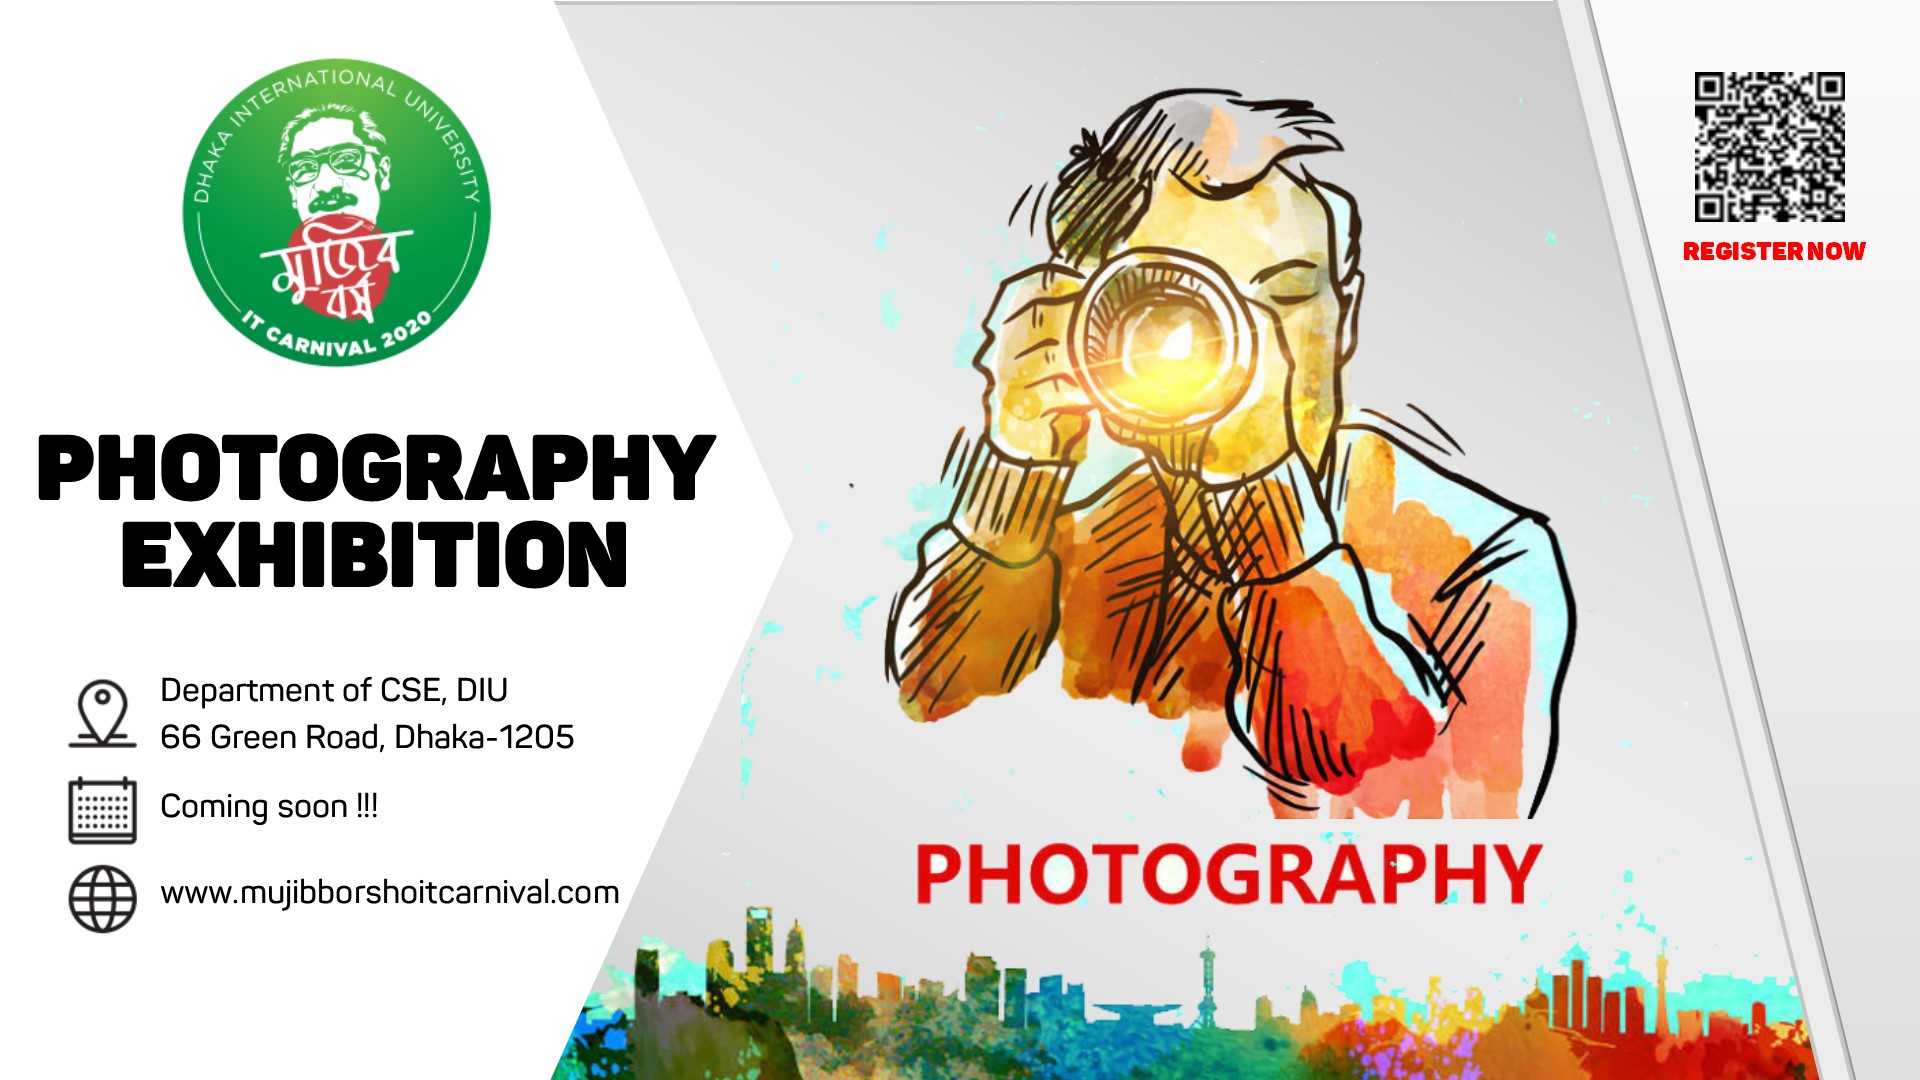 DHAKA INTERNATIONAL UNIVERSITY
মুজিব
বর্ষ
IT CARNIVAL 2020
PHOTOGRAPHY
EXHIBITION
Department of CSE, DIU
66 Green Road, Dhaka-1205
Coming soon !!!
www.mujibborshoitcarnival.com
PHOTOGRAPHY
REGISTER NOW